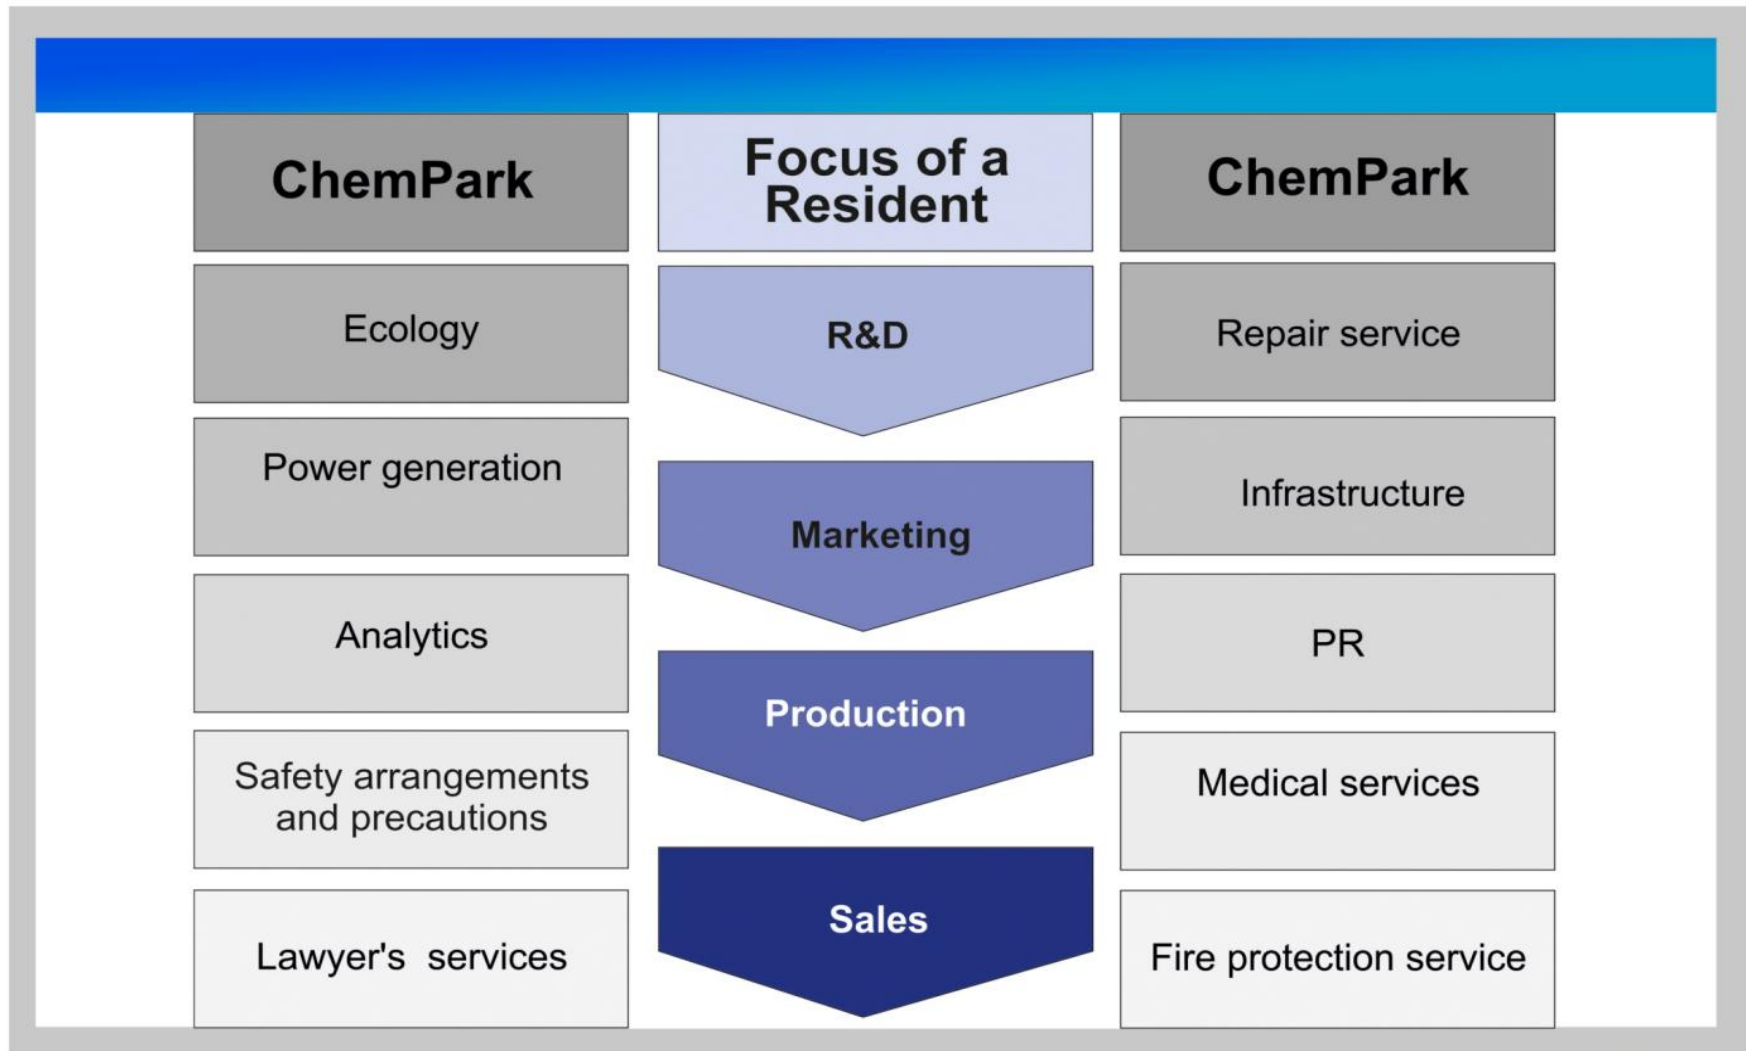 ChemPark
Focus of a
Resident
ChemPark
Ecology
R&D
Repair service
Power generation
Marketing
Infrastructure
Analytics
Production
PR
Safety arrangements
and precautions
Medical services
Sales
Lawyer's  services
Fire protection service